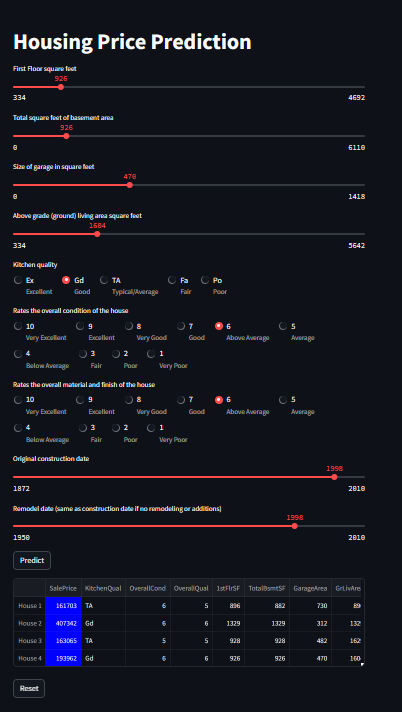 Housing Price Prediction
First Floor square feet
926
334 4692
Total square feet of basement area
926
0 6110
Size of garage in square feet
470
0 1418
Above grade (ground) living area square feet
1604
334 5642
Kitchen quality
Ex Gd TA Fa Po
Excellent Good Typical/Average Fair Poor
Rates the overall condition of the house
10 9 8 7 6 5
Very Excellent Excellent Very Good Good Above Average Average
4 3 2 1
Below Average Fair Poor Very Poor
Rates the overall material and finish of the house
10 9 8 7 6 5
Very Excellent Excellent Very Good Good Above Average Average
4 3 2 1
Below Average Fair Poor Very Poor
Original construction date
1998
1872 2010
Remodel date (same as construction date if no remodeling or additions)
1998
1950 2010
Predict
SalePrice KitchenQual OverallCond OverallQual 1stFlrSF TotalBsmtSF GarageArea GrLivAre
House 1 161703 TA 6 5 896 882 730 89
House 2 407342 Gd 6 6 1329 1329 312 132
House 3 163065 TA 5 5 928 928 482 162
House 4 193962 Gd 6 6 926 926 470 160
Reset